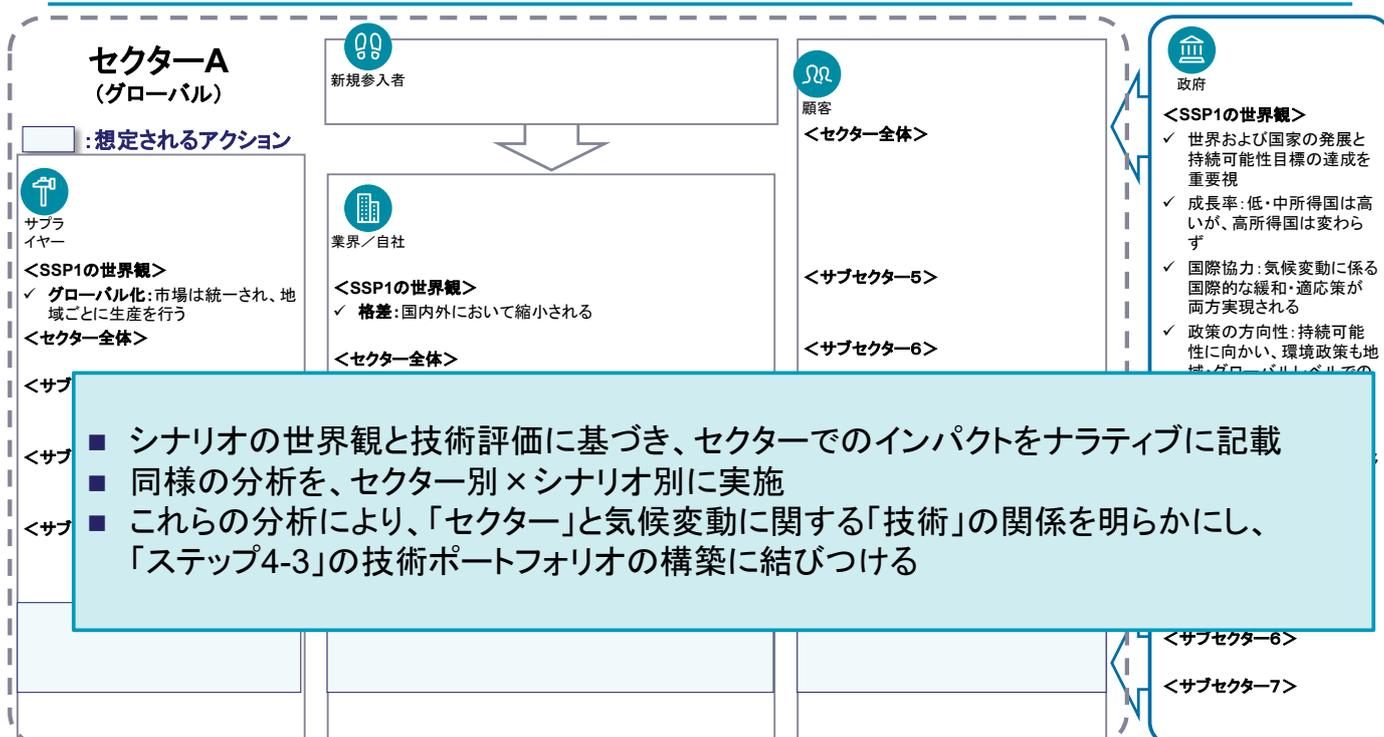 セクターA
（グローバル）
：想定されるアクション
サプラ
イヤー
＜SSP1の世界観＞
✓ グローバル化：市場は統一され、地
域ごとに生産を行う
＜セクター全体＞
＜サブ
＜サブ
＜サブ
新規参入者
業界／自社
＜SSP1の世界観＞
✓ 格差：国内外において縮小される
＜セクター全体＞
顧客
＜セクター全体＞
＜サブセクター5＞
＜サブセクター6＞
政府
＜SSP1の世界観＞
✓ 世界および国家の発展と
持続可能性目標の達成を
重要視
✓ 成長率：低・中所得国は高
いが、高所得国は変わら
ず
✓ 国際協力：気候変動に係る
国際的な緩和・適応策が
両方実現される
✓ 政策の方向性：持続可能
性に向かい、環境政策も地
域・グローバルレベルでの
■ シナリオの世界観と技術評価に基づき、セクターでのインパクトをナラティブに記載
■ 同様の分析を、セクター別×シナリオ別に実施
■ これらの分析により、「セクター」と気候変動に関する「技術」の関係を明らかにし、
「ステップ4-3」の技術ポートフォリオの構築に結びつける
＜サブセクター6＞
＜サブセクター7＞